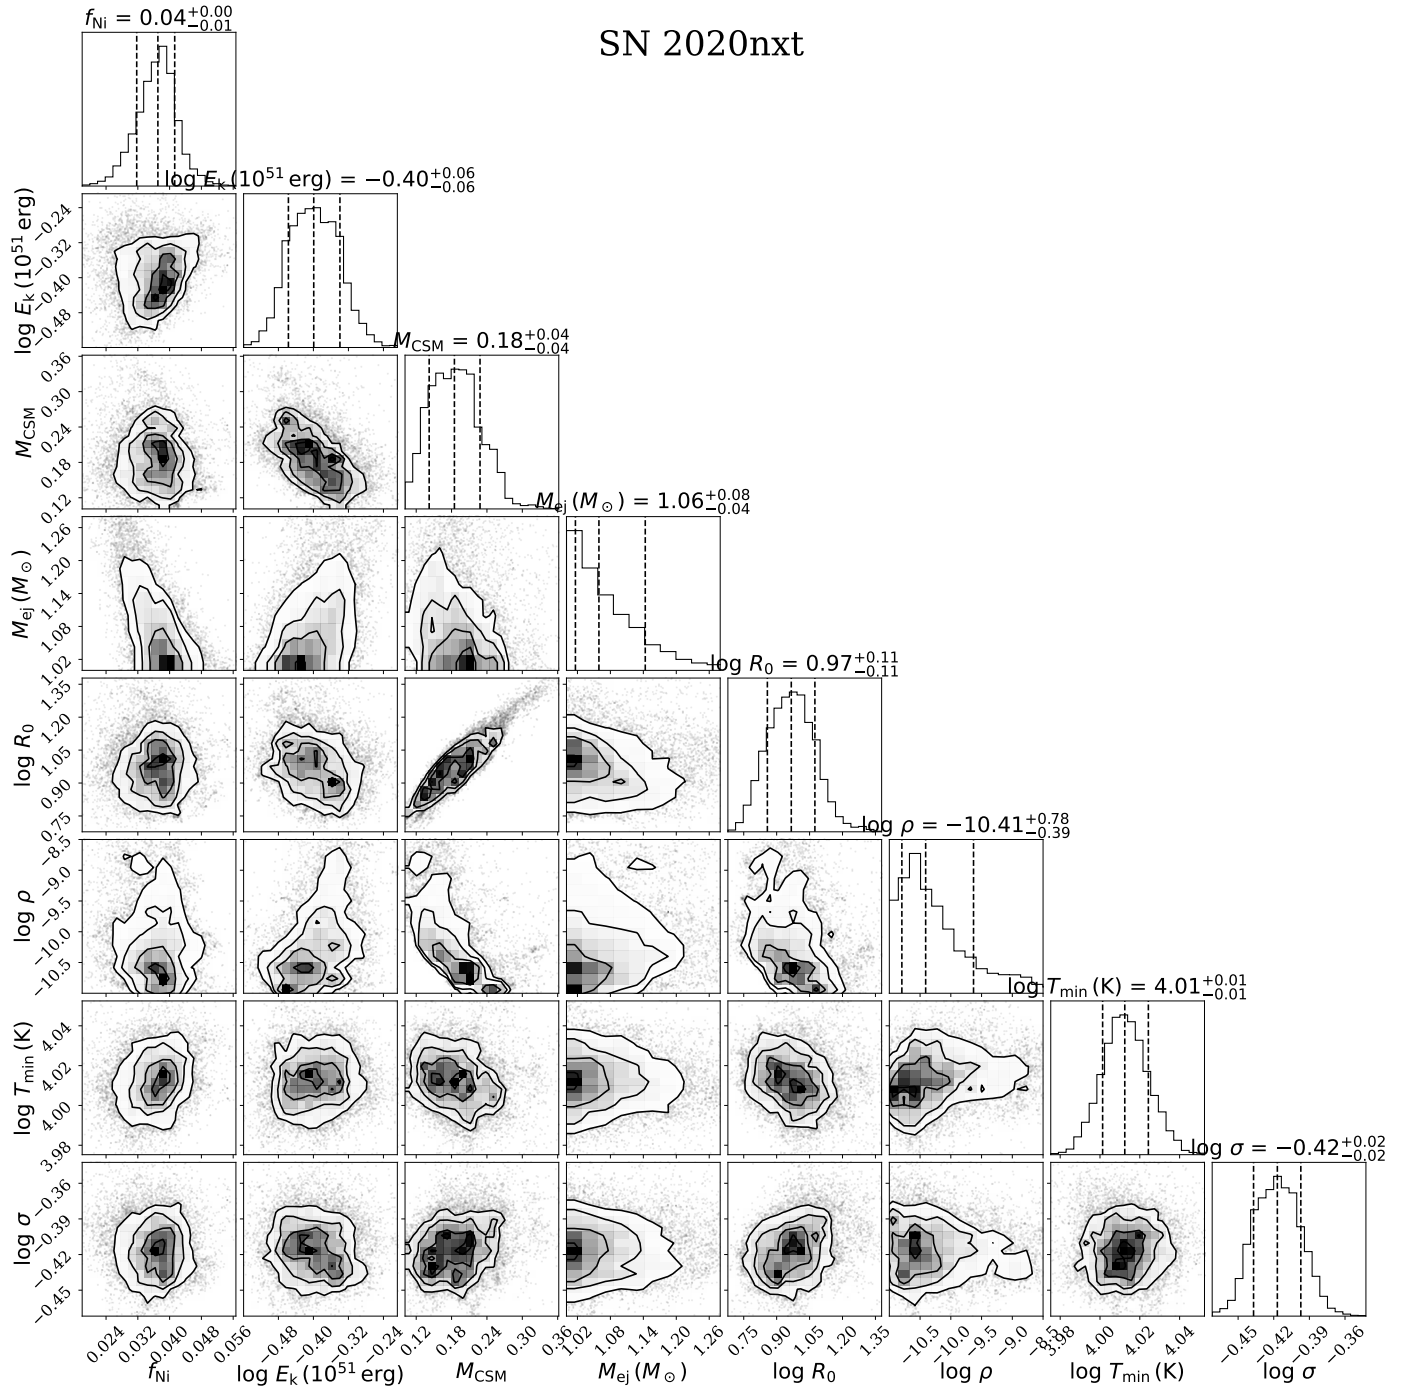 SN 2020nxt
f_Ni = 0.04^{+0.00}_{-0.01}
log E_k (10^51 erg) = −0.40^{+0.06}_{-0.06}
M_CSM = 0.18^{+0.04}_{-0.04}
M_ej (M_⊙) = 1.06^{+0.08}_{-0.04}
log R_0 = 0.97^{+0.11}_{-0.11}
log ρ = −10.41^{+0.78}_{-0.39}
log T_min (K) = 4.01^{+0.01}_{-0.01}
log σ = −0.42^{+0.02}_{-0.02}
log E_k (10^51 erg)
−0.24
−0.32
−0.40
−0.48
M_CSM
0.36
0.30
0.24
0.18
0.12
M_ej (M_⊙)
1.26
1.20
1.14
1.08
1.02
log R_0
1.35
1.20
1.05
0.90
0.75
log ρ
−8.5
−9.0
−9.5
−10.0
−10.5
log T_min (K)
4.04
4.02
4.00
3.98
log σ
−0.36
−0.39
−0.42
−0.45
0.024 0.032 0.040 0.048 0.056
−0.48 −0.40 −0.32 −0.24
0.12 0.18 0.24 0.30 0.36
1.02 1.08 1.14 1.20 1.26
0.75 0.90 1.05 1.20 1.35
−10.5 −10.0 −9.5 −9.0 −8.5
3.98 4.00 4.02 4.04
−0.45 −0.42 −0.39 −0.36
f_Ni
log E_k (10^51 erg)
M_CSM
M_ej (M_⊙)
log R_0
log ρ
log T_min (K)
log σ